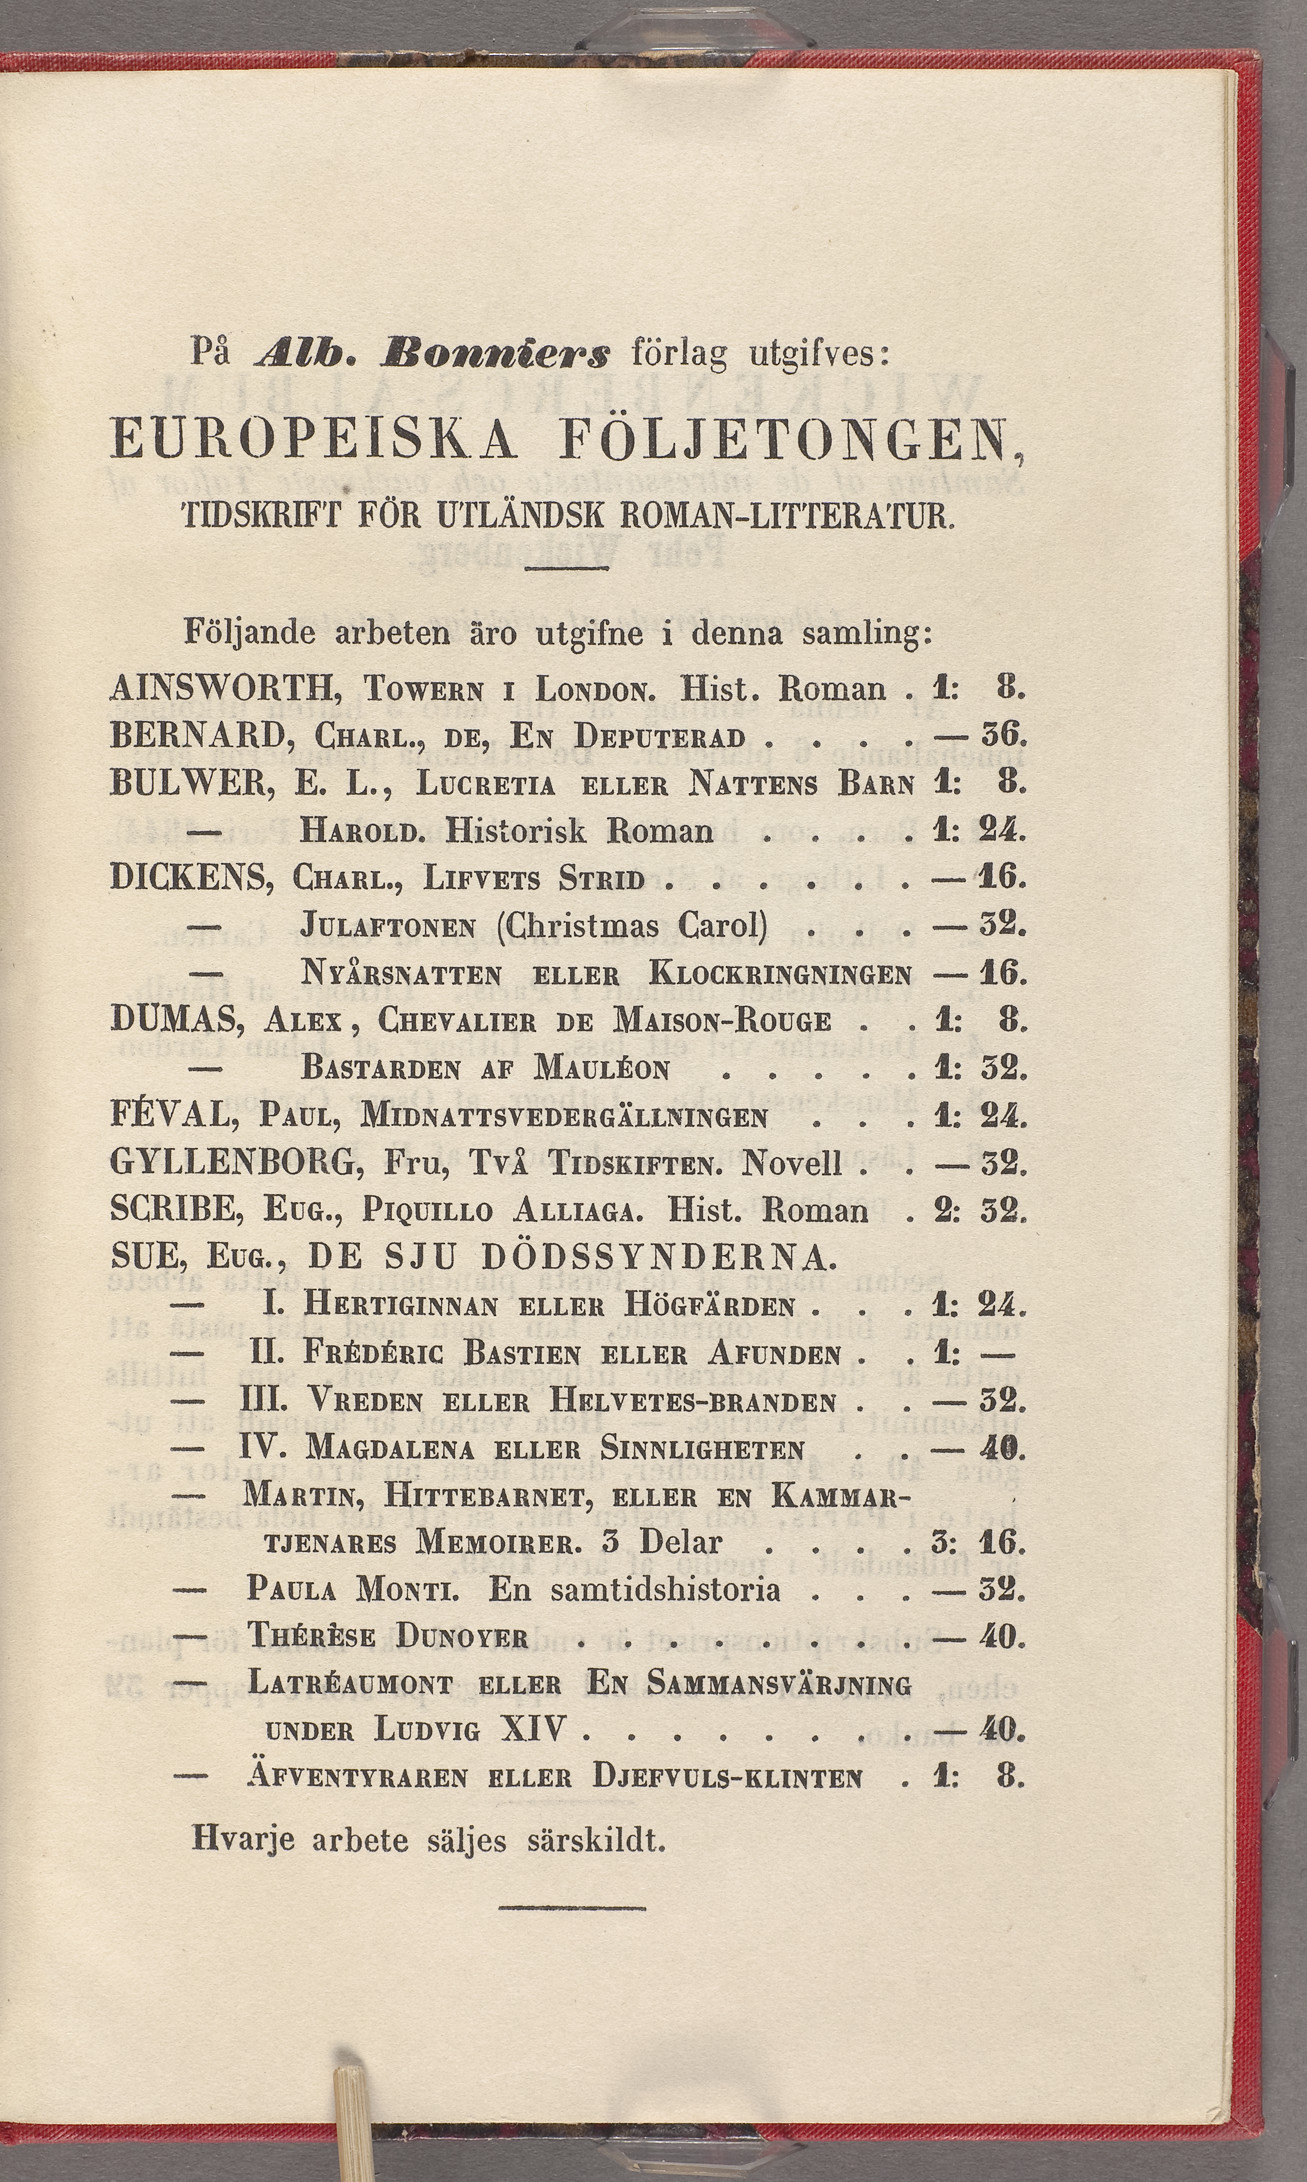 På Alb. Bonniers förlag utgifves:
EUROPEISKA FÖLJETONGEN,
TIDSKRIFT FÖR UTLÄNDSK ROMAN-LITTERATUR.
Följande arbeten äro utgifne i denna samling:
AINSWORTH, TOWERN I LONDON. Hist. Roman . 1: 8.
BERNARD, CHARL., DE, EN DEPUTERAD . . . . — 36.
BULWER, E. L., LUCRETIA ELLER NATTENS BARN 1: 8.
— HAROLD. Historisk Roman . . . . 1: 24.
DICKENS, CHARL., LIFVETS STRID . . . . . . — 16.
— JULAFTONEN (Christmas Carol) . . . — 32.
— NYÅRSNATTEN ELLER KLOCKRINGNINGEN — 16.
DUMAS, ALEX, CHEVALIER DE MAISON-ROUGE . . 1: 8.
— BASTARDEN AF MAULÉON . . . . . 1: 32.
FÉVAL, PAUL, MIDNATTSVEDERGÄLLNINGEN . . . 1: 24.
GYLLENBORG, Fru, TVÅ TIDSKIFTEN. Novell . . — 32.
SCRIBE, EUG., PIQUILLO ALLIAGA. Hist. Roman . 2: 32.
SUE, EUG., DE SJU DÖDSSYNDERNA.
— I. HERTIGINNAN ELLER HÖGFÄRDEN . . . 1: 24.
— II. FRÉDÉRIC BASTIEN ELLER AFUNDEN . . 1: —
— III. VREDEN ELLER HELVETES-BRANDEN . . — 32.
— IV. MAGDALENA ELLER SINNLIGHETEN . . — 40.
— MARTIN, HITTEBARNET, ELLER EN KAMMAR-
TJENARES MEMOIRER. 3 Delar . . . . 3: 16.
— PAULA MONTI. En samtidshistoria . . . — 32.
— THÉRÈSE DUNOYER . . . . . . . . — 40.
— LATRÉAUMONT ELLER EN SAMMANSVÄRJNING
UNDER LUDVIG XIV . . . . . . . . — 40.
— ÄFVENTYRAREN ELLER DJEFVULS-KLINTEN . 1: 8.
Hvarje arbete säljes särskildt.